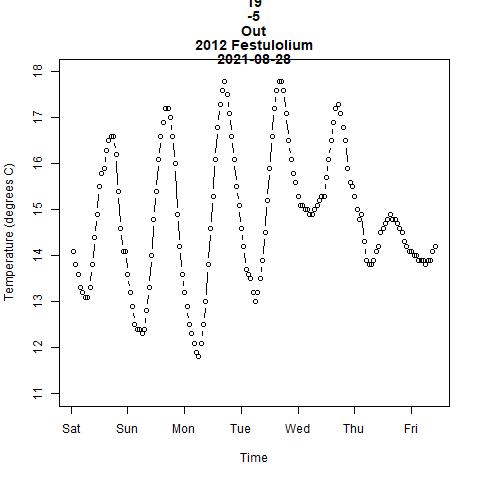 19
-5
Out
2012 Festulolium
2021-08-28
Temperature (degrees C)
18
17
16
15
14
13
12
11
Sat Sun Mon Tue Wed Thu Fri
Time